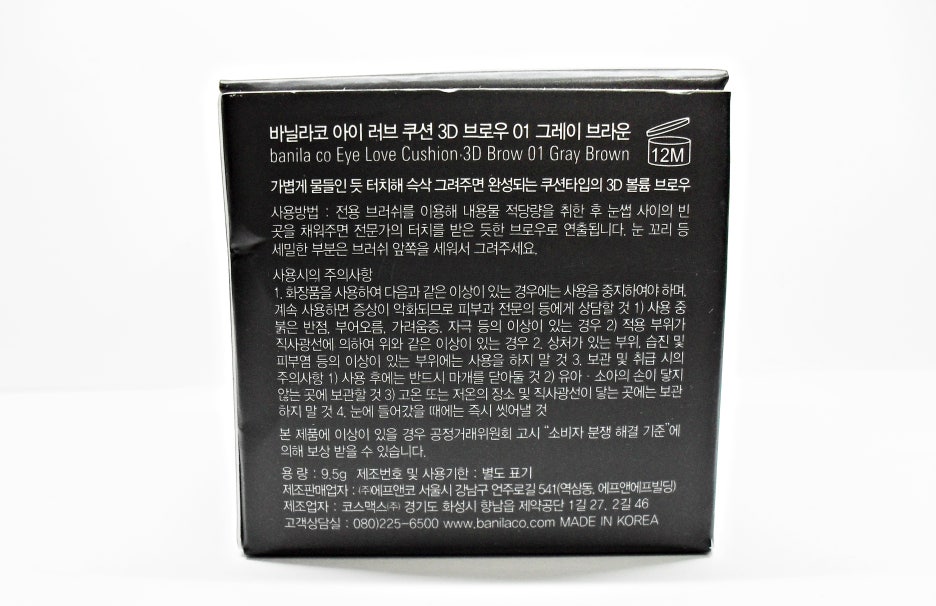 바닐라코 아이 러브 쿠션 3D 브로우 01 그레이 브라운
banila co Eye Love Cushion·3D Brow 01 Gray Brown
12M
가볍게 물들인 듯 터치해 슥삭 그려주면 완성되는 쿠션타입의 3D 볼륨 브로우
사용방법 : 전용 브러쉬를 이용해 내용물 적당량을 취한 후 눈썹 사이의 빈
곳을 채워주면 전문가의 터치를 받은 듯한 브로우로 연출됩니다. 눈 꼬리 등
세밀한 부분은 브러쉬 앞쪽을 세워서 그려주세요.
사용시의 주의사항
1. 화장품을 사용하여 다음과 같은 이상이 있는 경우에는 사용을 중지하여야 하며,
계속 사용하면 증상이 악화되므로 피부과 전문의 등에게 상담할 것 1) 사용 중
붉은 반점, 부어오름, 가려움증, 자극 등의 이상이 있는 경우 2) 적용 부위가
직사광선에 의하여 위와 같은 이상이 있는 경우 2. 상처가 있는 부위, 습진 및
피부염 등의 이상이 있는 부위에는 사용을 하지 말 것 3. 보관 및 취급 시의
주의사항 1) 사용 후에는 반드시 마개를 닫아둘 것 2) 유아 · 소아의 손이 닿지
않는 곳에 보관할 것 3) 고온 또는 저온의 장소 및 직사광선이 닿는 곳에는 보관
하지 말 것 4. 눈에 들어갔을 때에는 즉시 씻어낼 것
본 제품에 이상이 있을 경우 공정거래위원회 고시 "소비자 분쟁 해결 기준"에
의해 보상 받을 수 있습니다.
용 량 : 9.5g 제조번호 및 사용기한 : 별도 표기
제조판매업자 : ㈜에프앤코 서울시 강남구 언주로길 541(역삼동, 에프앤에프빌딩)
제조업자 : 코스맥스㈜ 경기도 화성시 향남읍 제약공단 1길 27, 2길 46
고객상담실 : 080)225-6500 www.banilaco.com MADE IN KOREA